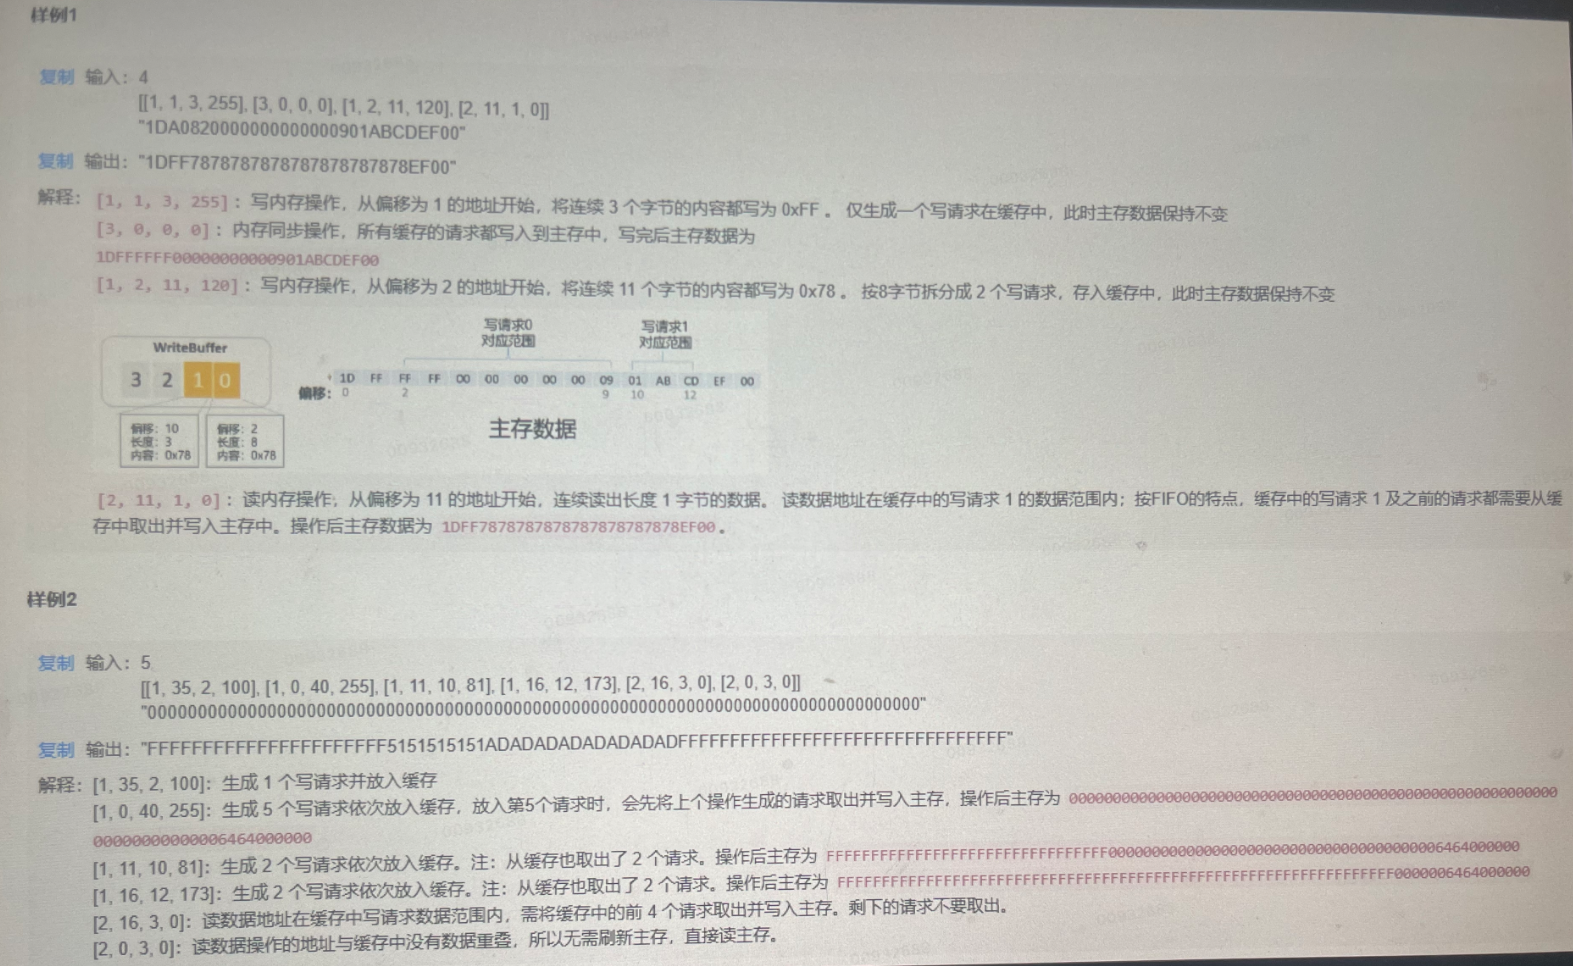 样例1
复制 输入：4
[[1, 1, 3, 255], [3, 0, 0, 0], [1, 2, 11, 120], [2, 11, 1, 0]]
"1DA0820000000000000901ABCDEF00"
复制 输出："1DFF7878787878787878787878EF00"
解释：[1, 1, 3, 255]：写内存操作，从偏移为 1 的地址开始，将连续 3 个字节的内容都写为 0xFF 。 仅生成一个写请求在缓存中，此时主存数据保持不变
[3, 0, 0, 0]：内存同步操作，所有缓存的请求都写入到主存中，写完后主存数据为
1DFFFFFF00000000000901ABCDEF00
[1, 2, 11, 120]：写内存操作，从偏移为 2 的地址开始，将连续 11 个字节的内容都写为 0x78 。 按8字节拆分成 2 个写请求，存入缓存中，此时主存数据保持不变
写请求0 写请求1
对应范围 对应范围
WriteBuffer
3 2 1 0
1D FF FF FF 00 00 00 00 00 09 01 AB CD EF 00
偏移： 0 2 9 10 12
偏移：10 偏移：2
长度：3 长度：8
内容：0x78 内容：0x78
主存数据
[2, 11, 1, 0]：读内存操作，从偏移为 11 的地址开始，连续读出长度 1 字节的数据。 读数据地址在缓存中的写请求 1 的数据范围内；按FIFO的特点，缓存中的写请求 1 及之前的请求都需要从缓
存中取出并写入主存中。操作后主存数据为 1DFF7878787878787878787878EF00 。
样例2
复制 输入：5
[[1, 35, 2, 100], [1, 0, 40, 255], [1, 11, 10, 81], [1, 16, 12, 173], [2, 16, 3, 0], [2, 0, 3, 0]]
"00000000000000000000000000000000000000000000000000000000000000000000000000000000"
复制 输出："FFFFFFFFFFFFFFFFFFFFFF5151515151ADADADADADADADADFFFFFFFFFFFFFFFFFFFFFFFFFFFFFFFF"
解释：[1, 35, 2, 100]：生成 1 个写请求并放入缓存
[1, 0, 40, 255]：生成 5 个写请求依次放入缓存，放入第5个请求时，会先将上个操作生成的请求取出并写入主存，操作后主存为 0000000000000000000000000000000000000000000000000000000
0000000000000006464000000
[1, 11, 10, 81]：生成 2 个写请求依次放入缓存。注：从缓存也取出了 2 个请求。操作后主存为 FFFFFFFFFFFFFFFFFFFFFFFFFFFFFFFF000000000000000000000000000000000000006464000000
[1, 16, 12, 173]：生成 2 个写请求依次放入缓存。注：从缓存也取出了 2 个请求。操作后主存为 FFFFFFFFFFFFFFFFFFFFFFFFFFFFFFFFFFFFFFFFFFFFFFFFFFFFFFFFFFFFFFFF0000006464000000
[2, 16, 3, 0]：读数据地址在缓存中写请求数据范围内，需将缓存中的前 4 个请求取出并写入主存。剩下的请求不要取出。
[2, 0, 3, 0]：读数据操作的地址与缓存中没有数据重叠，所以无需刷新主存，直接读主存。